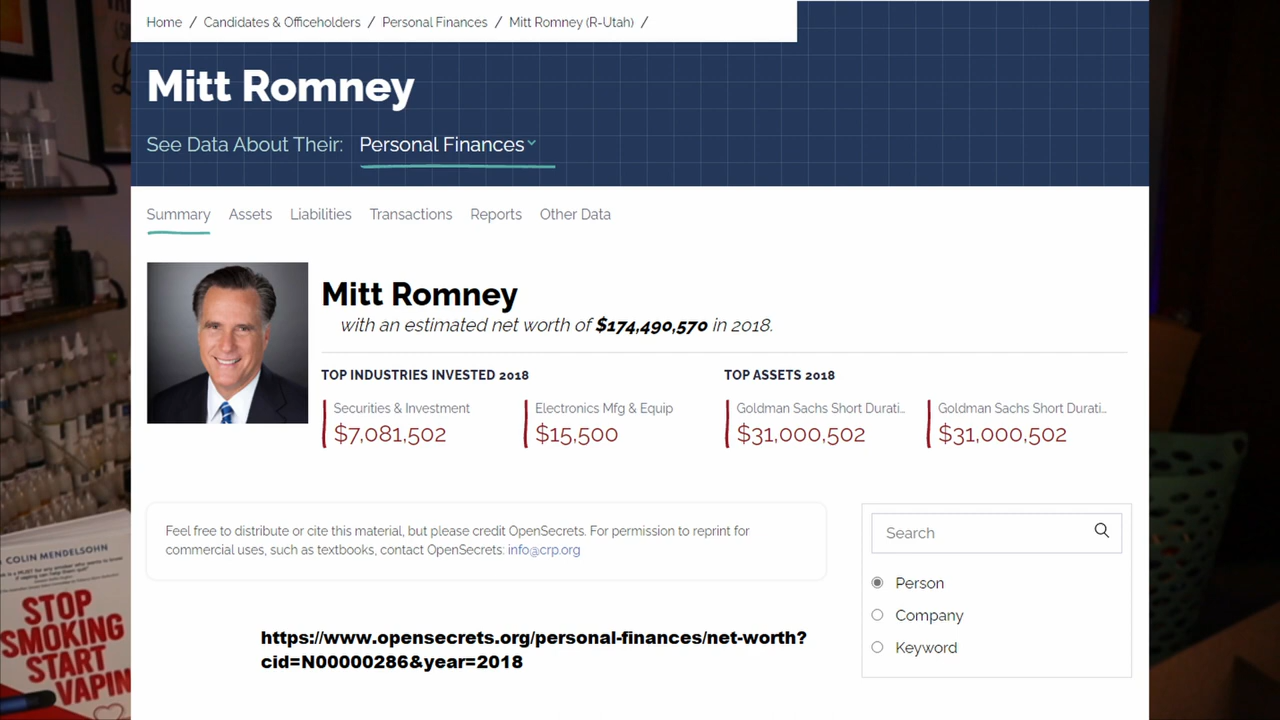 Home / Candidates & Officeholders / Personal Finances / Mitt Romney (R-Utah) /
Mitt Romney
See Data About Their: Personal Finances
Summary Assets Liabilities Transactions Reports Other Data
Mitt Romney
with an estimated net worth of $174,490,570 in 2018.
TOP INDUSTRIES INVESTED 2018
Securities & Investment
$7,081,502
Electronics Mfg & Equip
$15,500
TOP ASSETS 2018
Goldman Sachs Short Durati...
$31,000,502
Goldman Sachs Short Durati...
$31,000,502
Feel free to distribute or cite this material, but please credit OpenSecrets. For permission to reprint for
commercial uses, such as textbooks, contact OpenSecrets: info@crp.org
Search
Person
Company
Keyword
https://www.opensecrets.org/personal-finances/net-worth?
cid=N00000286&year=2018
COLIN MENDELSOHN
STOP
SMOKING
START
VAPIN